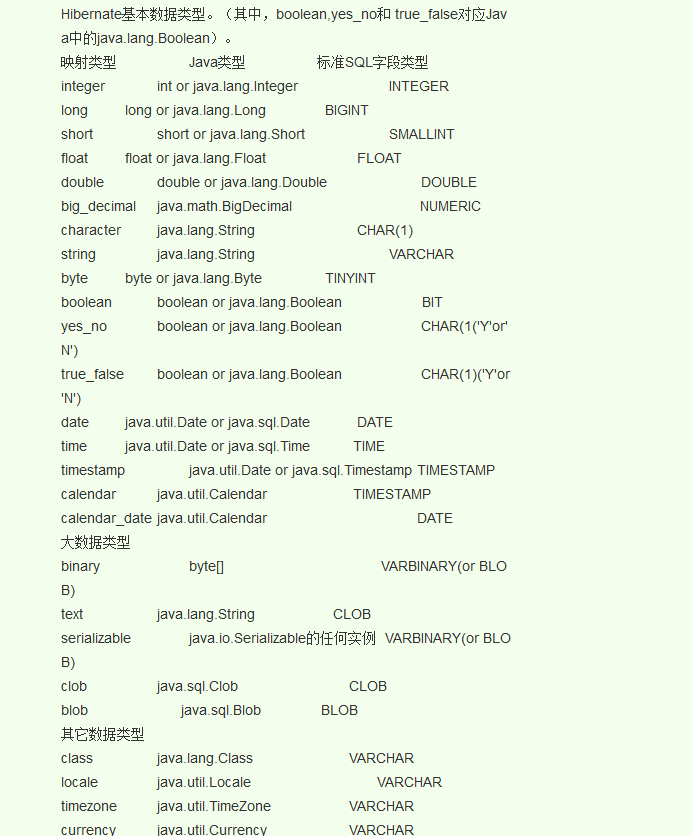 Hibernate基本数据类型。（其中，boolean,yes_no和 true_false对应Jav
a中的java.lang.Boolean）。
映射类型 Java类型 标准SQL字段类型
integer int or java.lang.Integer INTEGER
long long or java.lang.Long BIGINT
short short or java.lang.Short SMALLINT
float float or java.lang.Float FLOAT
double double or java.lang.Double DOUBLE
big_decimal java.math.BigDecimal NUMERIC
character java.lang.String CHAR(1)
string java.lang.String VARCHAR
byte byte or java.lang.Byte TINYINT
boolean boolean or java.lang.Boolean BIT
yes_no boolean or java.lang.Boolean CHAR(1('Y'or'
N')
true_false boolean or java.lang.Boolean CHAR(1)('Y'or
'N')
date java.util.Date or java.sql.Date DATE
time java.util.Date or java.sql.Time TIME
timestamp java.util.Date or java.sql.Timestamp TIMESTAMP
calendar java.util.Calendar TIMESTAMP
calendar_date java.util.Calendar DATE
大数据类型
binary byte[] VARBINARY(or BLO
B)
text java.lang.String CLOB
serializable java.io.Serializable的任何实例 VARBINARY(or BLO
B)
clob java.sql.Clob CLOB
blob java.sql.Blob BLOB
其它数据类型
class java.lang.Class VARCHAR
locale java.util.Locale VARCHAR
timezone java.util.TimeZone VARCHAR
currency java.util.Currency VARCHAR